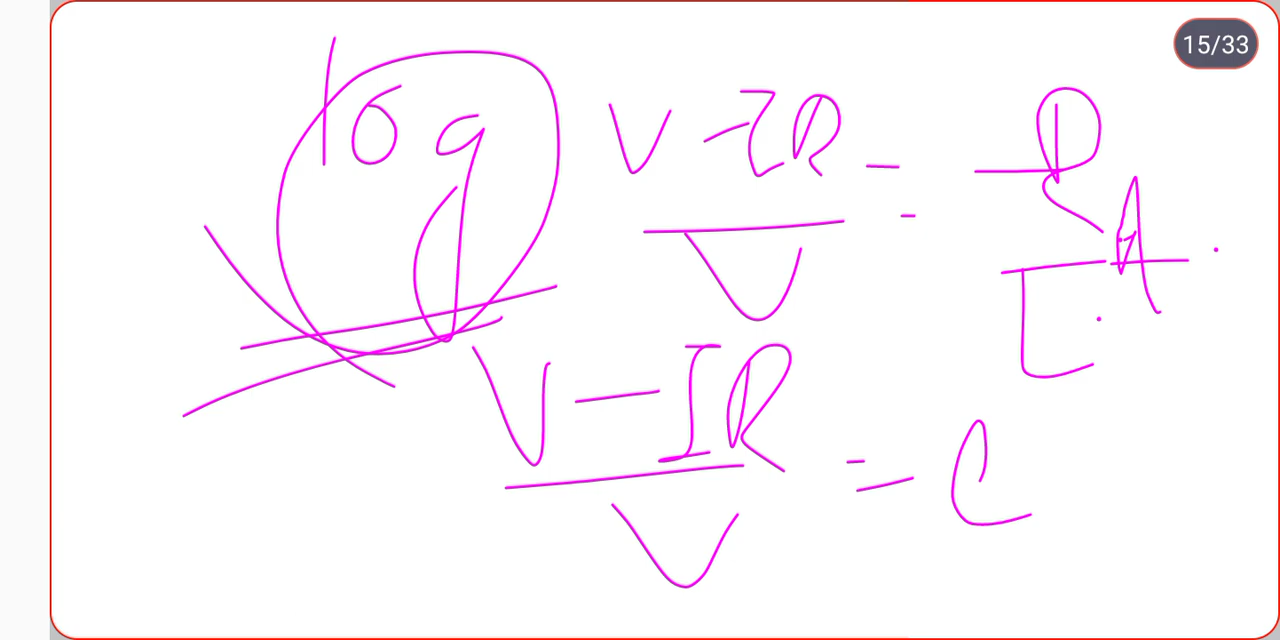 15/33
log V - IR = - R
V L
V - IR = e
V